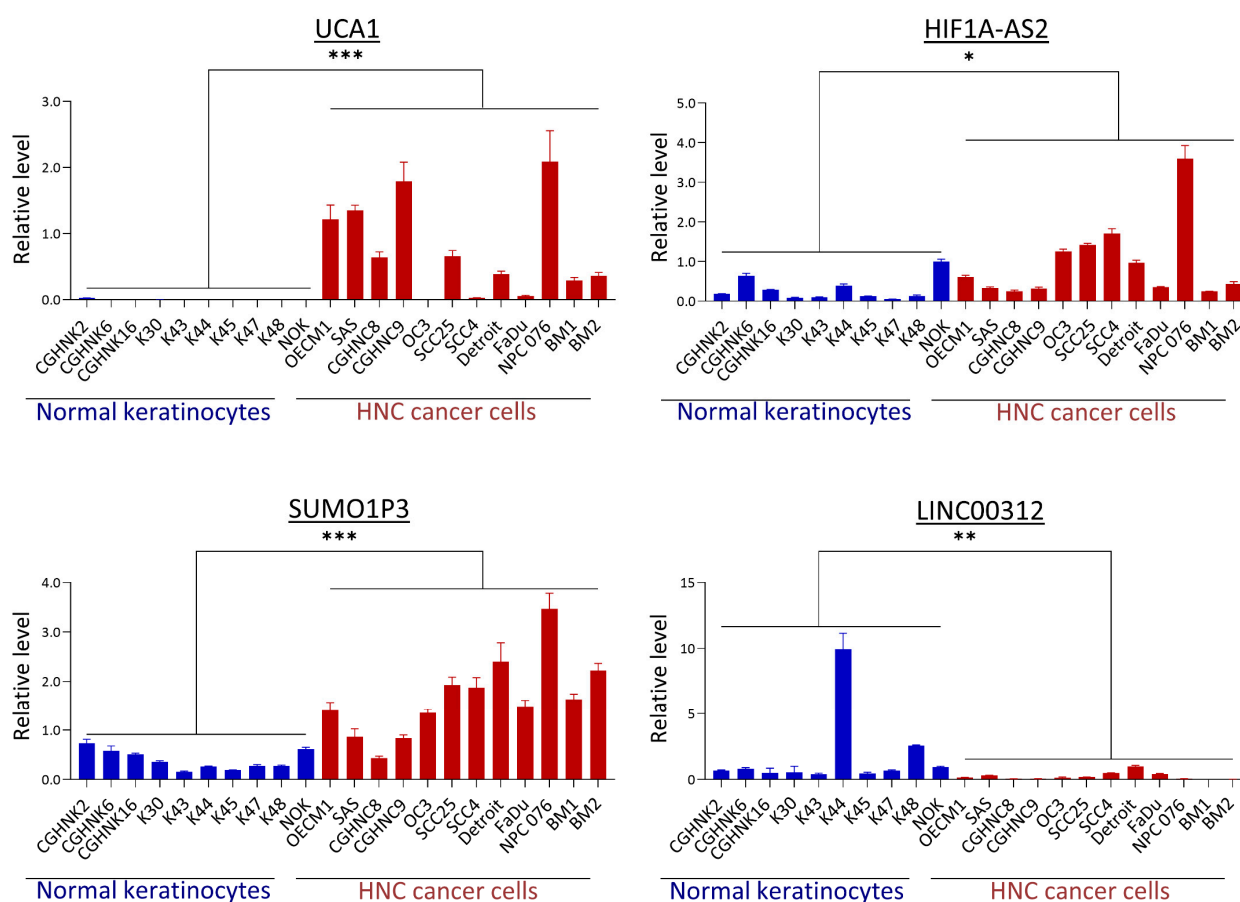 UCA1
***
Relative level
3.0
2.0
1.0
0.0
CGHNK2
CGHNK6
CGHNK16
K30
K43
K44
K45
K47
K48
NOK
OECM1
SAS
CGHNC8
CGHNC9
OC3
SCC25
SCC4
Detroit
FaDu
NPC 076
BM1
BM2
Normal keratinocytes
HNC cancer cells
HIF1A-AS2
*
Relative level
5.0
4.0
3.0
2.0
1.0
0.0
CGHNK2
CGHNK6
CGHNK16
K30
K43
K44
K45
K47
K48
NOK
OECM1
SAS
CGHNC8
CGHNC9
OC3
SCC25
SCC4
Detroit
FaDu
NPC 076
BM1
BM2
Normal keratinocytes
HNC cancer cells
SUMO1P3
***
Relative level
4.0
3.0
2.0
1.0
0.0
CGHNK2
CGHNK6
CGHNK16
K30
K43
K44
K45
K47
K48
NOK
OECM1
SAS
CGHNC8
CGHNC9
OC3
SCC25
SCC4
Detroit
FaDu
NPC 076
BM1
BM2
Normal keratinocytes
HNC cancer cells
LINC00312
**
Relative level
15
10
5
0
CGHNK2
CGHNK6
CGHNK16
K30
K43
K44
K45
K47
K48
NOK
OECM1
SAS
CGHNC8
CGHNC9
OC3
SCC25
SCC4
Detroit
FaDu
NPC 076
BM1
BM2
Normal keratinocytes
HNC cancer cells